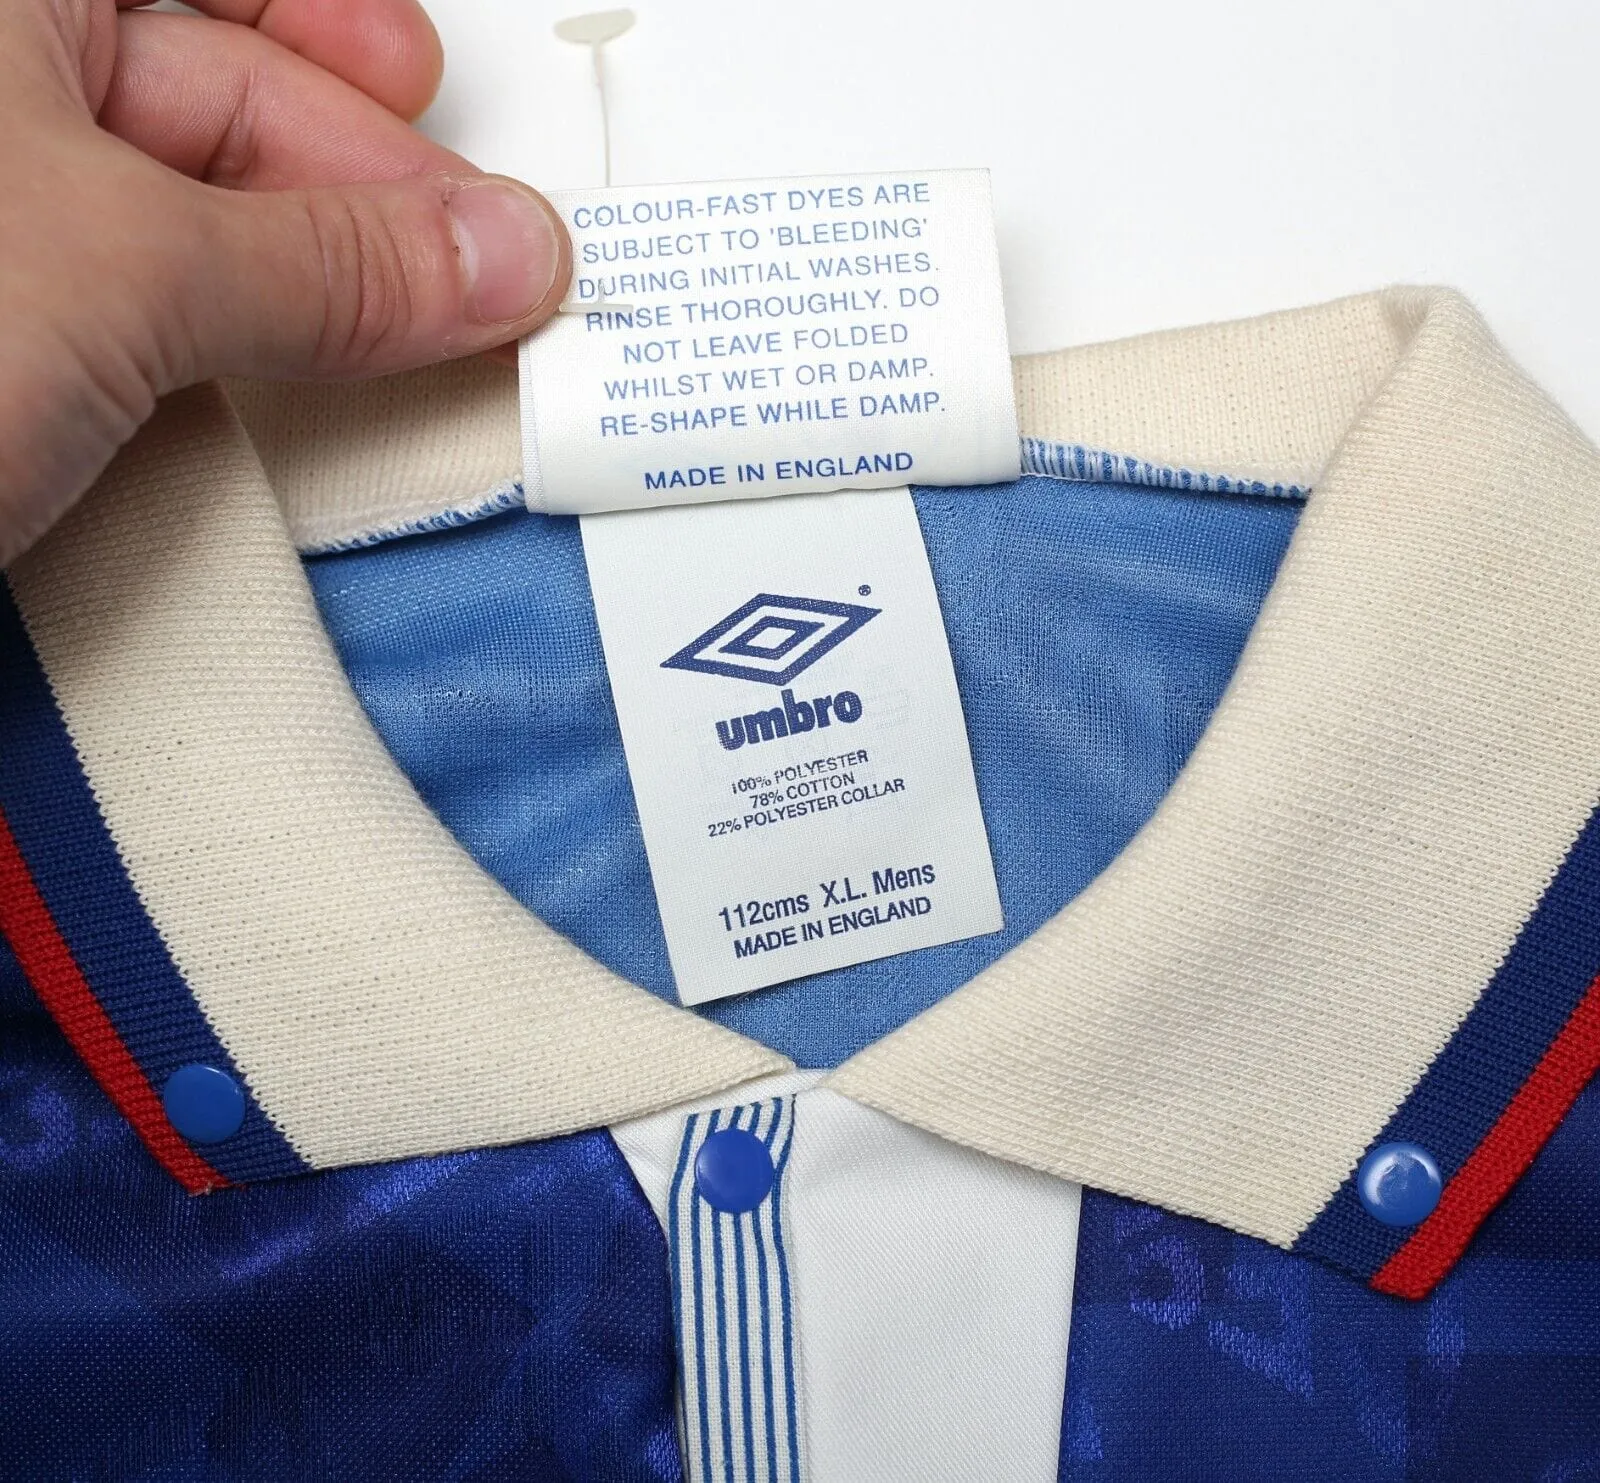 COLOUR-FAST DYES ARE
SUBJECT TO 'BLEEDING'
DURING INITIAL WASHES.
RINSE THOROUGHLY. DO
NOT LEAVE FOLDED
WHILST WET OR DAMP.
RE-SHAPE WHILE DAMP.
MADE IN ENGLAND
®
umbro
100% POLYESTER
78% COTTON
22% POLYESTER COLLAR
112cms X.L. Mens
MADE IN ENGLAND